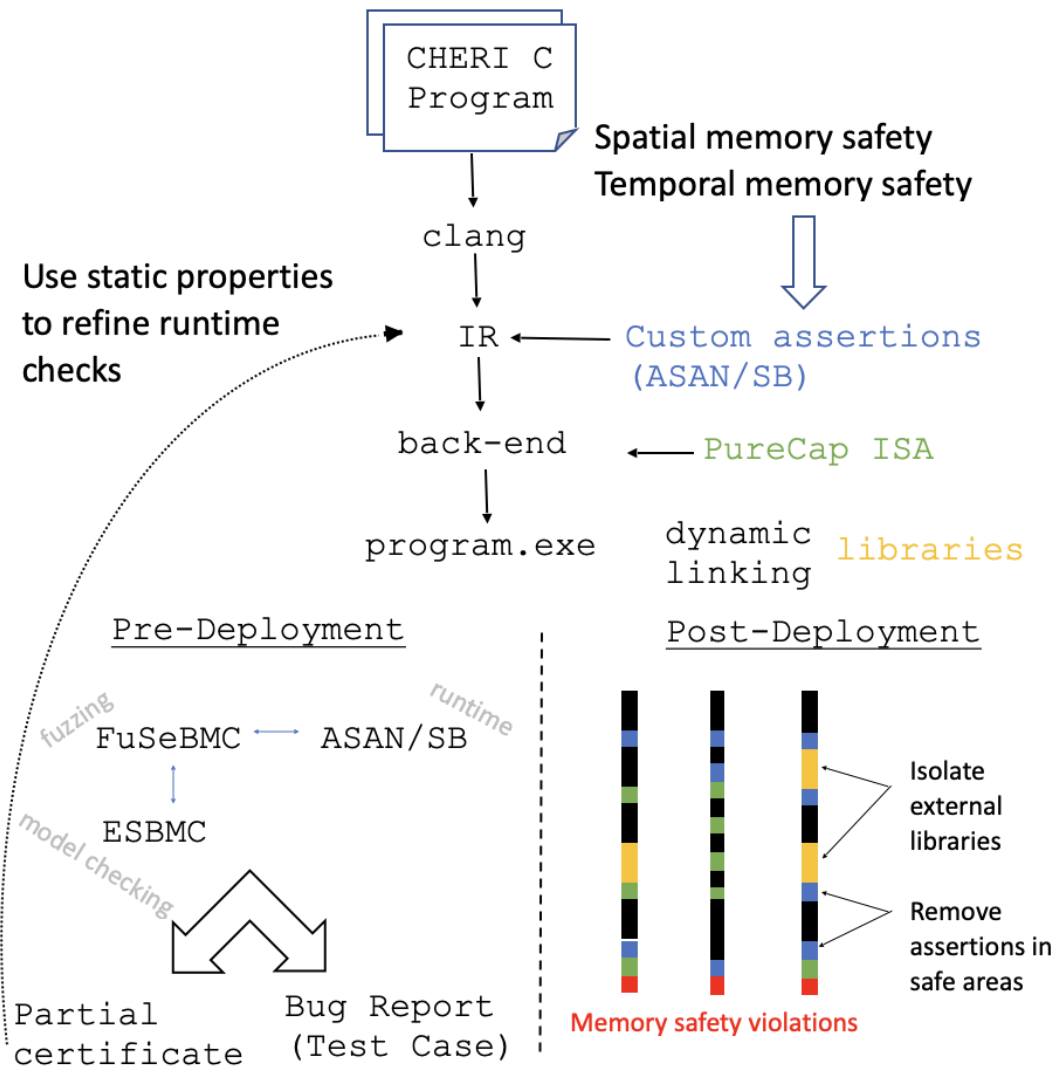 CHERI C
Program
Spatial memory safety
Temporal memory safety
clang
Use static properties
to refine runtime
checks
IR
Custom assertions
(ASAN/SB)
back-end
PureCap ISA
program.exe
dynamic
linking
libraries
Pre-Deployment
Post-Deployment
fuzzing
runtime
FuSeBMC
ASAN/SB
ESBMC
model checking
Isolate
external
libraries
Remove
assertions in
safe areas
Partial
certificate
Bug Report
(Test Case)
Memory safety violations